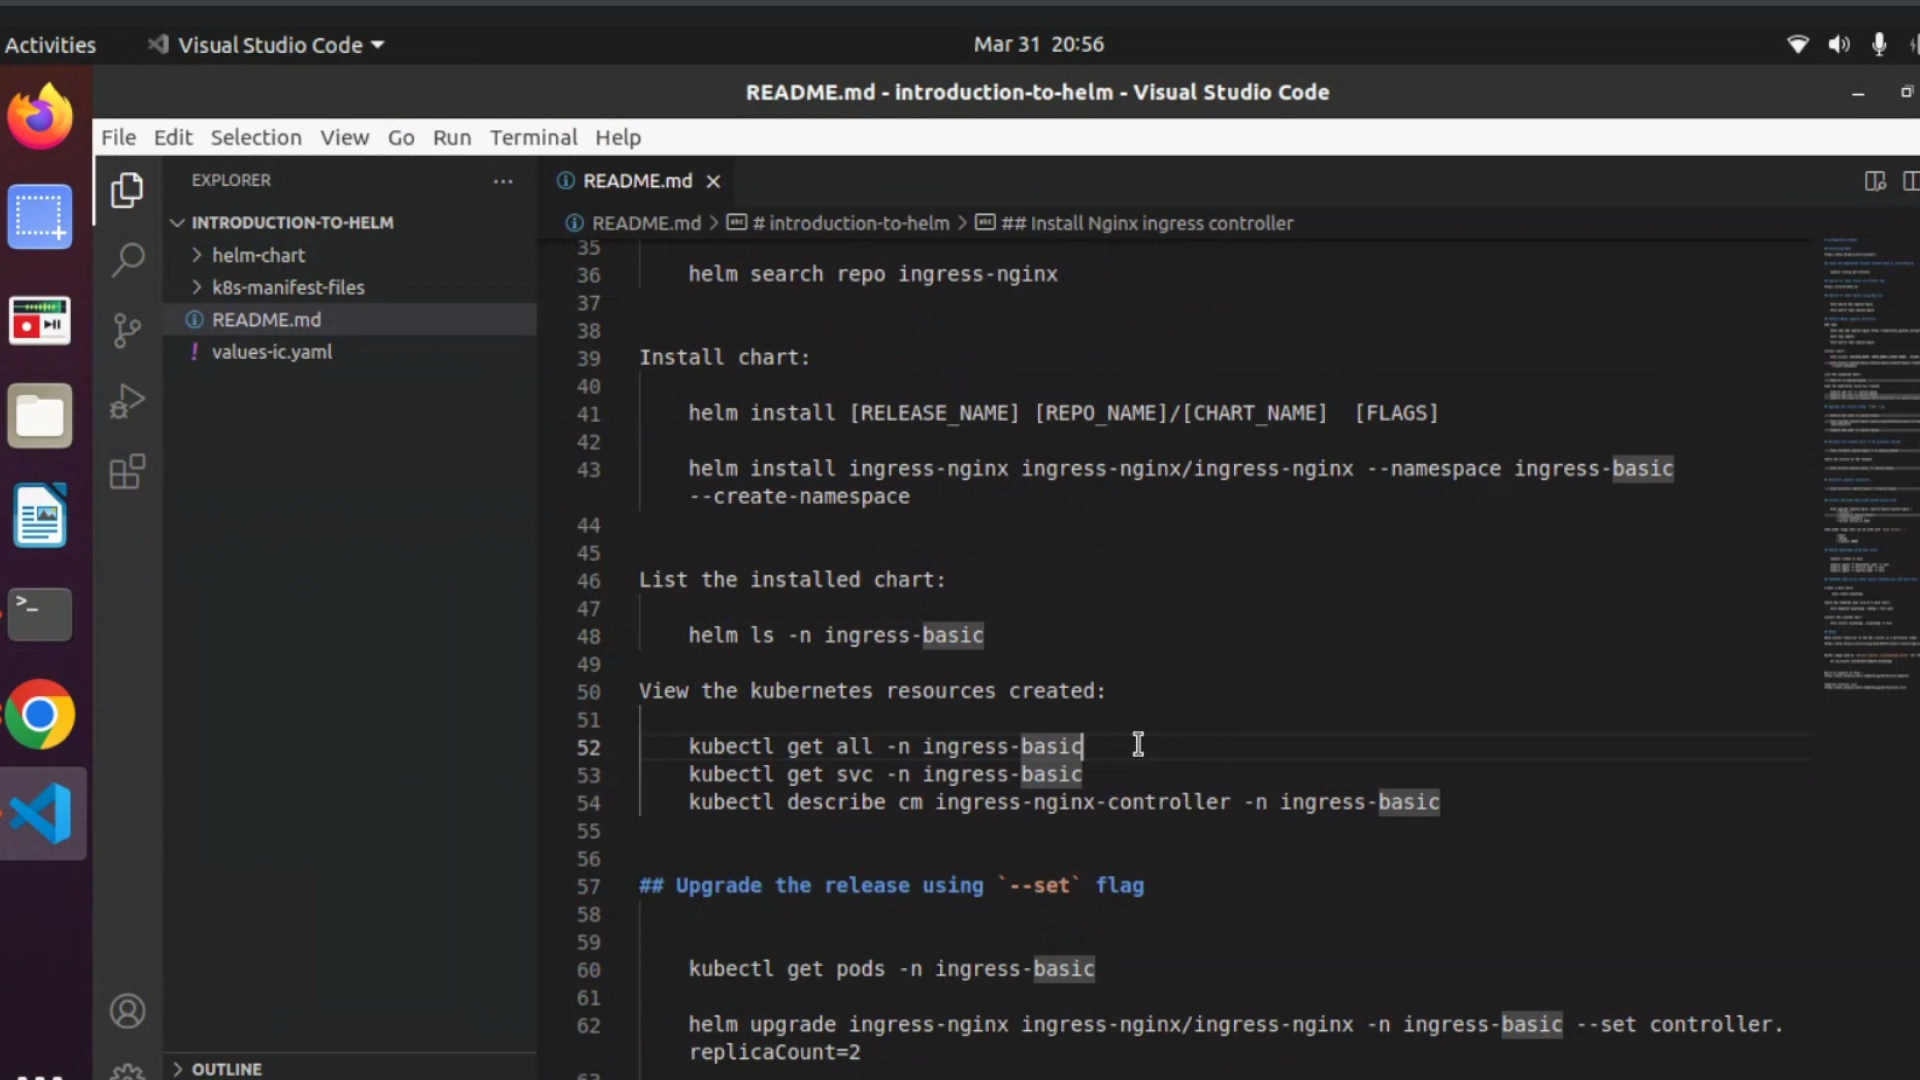 Activities
Visual Studio Code
Mar 31 20:56
README.md - introduction-to-helm - Visual Studio Code
File Edit Selection View Go Run Terminal Help
EXPLORER
README.md
INTRODUCTION-TO-HELM
README.md > # introduction-to-helm > ## Install Nginx ingress controller
helm-chart
k8s-manifest-files
README.md
! values-ic.yaml
35
36 helm search repo ingress-nginx
37
38
39 Install chart:
40
41 helm install [RELEASE_NAME] [REPO_NAME]/[CHART_NAME] [FLAGS]
42
43 helm install ingress-nginx ingress-nginx/ingress-nginx --namespace ingress-basic
--create-namespace
44
45
46 List the installed chart:
47
48 helm ls -n ingress-basic
49
50 View the kubernetes resources created:
51
52 kubectl get all -n ingress-basic
53 kubectl get svc -n ingress-basic
54 kubectl describe cm ingress-nginx-controller -n ingress-basic
55
56
57 ## Upgrade the release using `--set` flag
58
59
60 kubectl get pods -n ingress-basic
61
62 helm upgrade ingress-nginx ingress-nginx/ingress-nginx -n ingress-basic --set controller.
replicaCount=2
OUTLINE